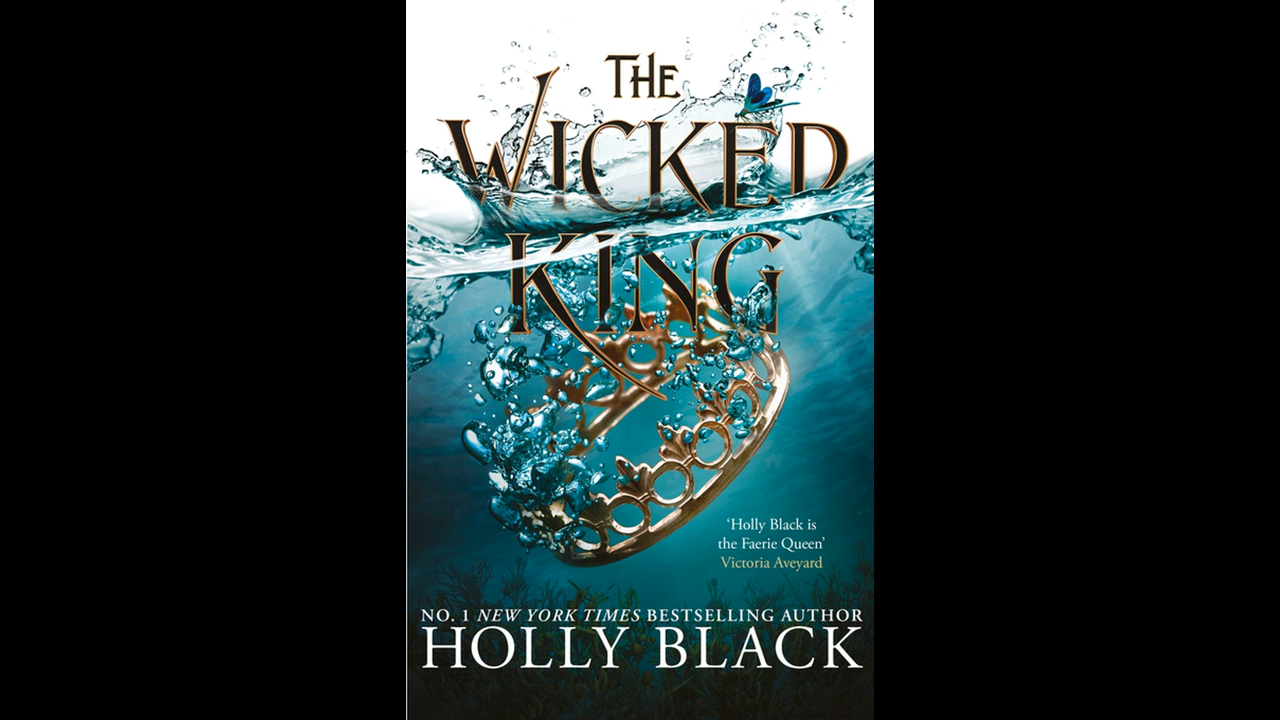 THE
WICKED
KING
‘Holly Black is
the Faerie Queen’
Victoria Aveyard
NO. 1 NEW YORK TIMES BESTSELLING AUTHOR
HOLLY BLACK